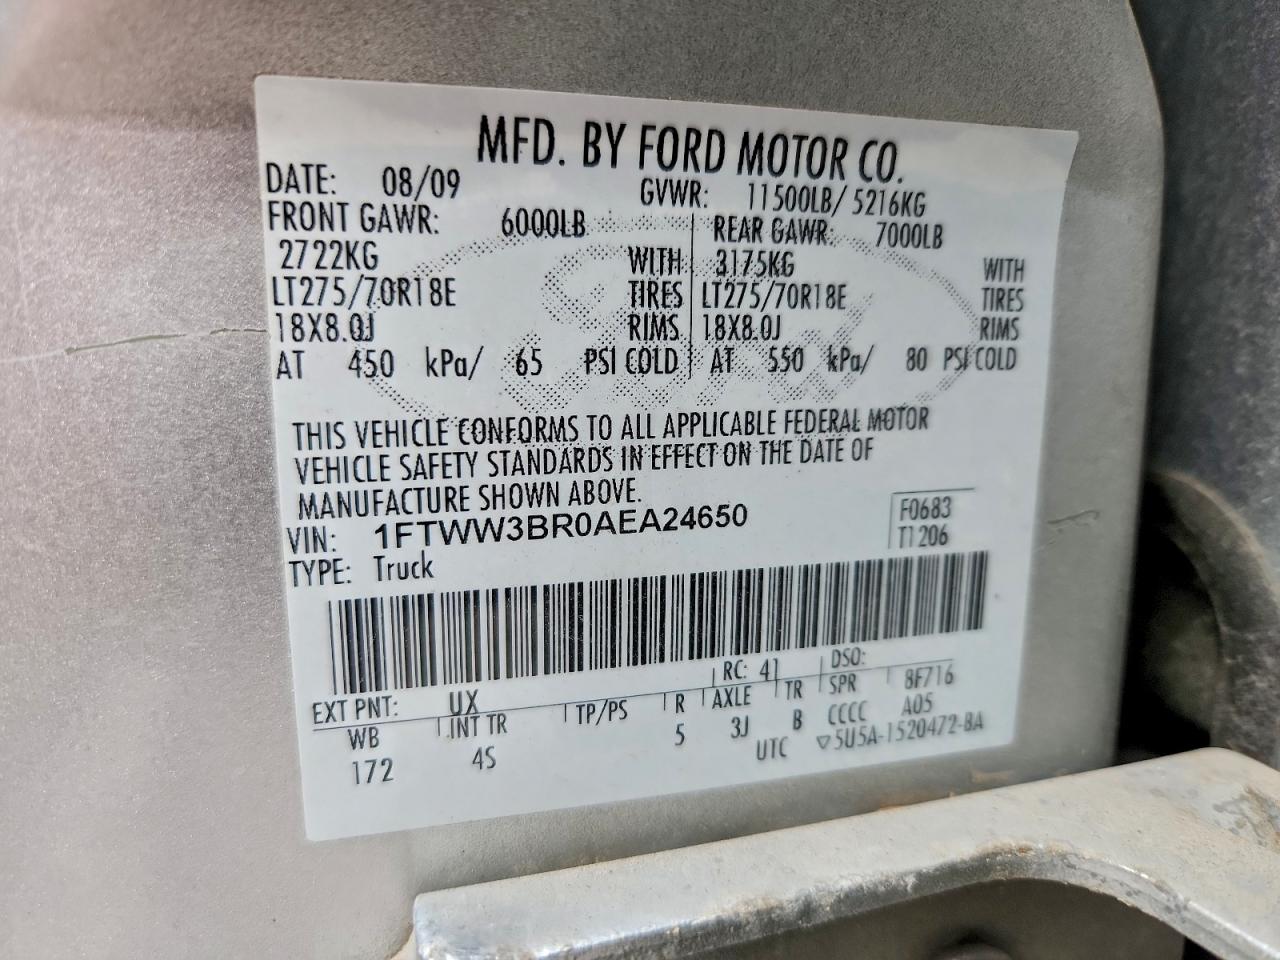 MFD. BY FORD MOTOR CO.
DATE: 08/09 GVWR: 11500LB/ 5216KG
FRONT GAWR: 6000LB REAR GAWR: 7000LB
2722KG WITH 3175KG WITH
LT275/70R18E TIRES LT275/70R18E TIRES
18X8.0J RIMS 18X8.0J RIMS
AT 450 kPa/ 65 PSI COLD AT 550 kPa/ 80 PSI COLD
THIS VEHICLE CONFORMS TO ALL APPLICABLE FEDERAL MOTOR
VEHICLE SAFETY STANDARDS IN EFFECT ON THE DATE OF
MANUFACTURE SHOWN ABOVE.
VIN: 1FTWW3BR0AEA24650 F0683
TYPE: Truck T1206
EXT PNT: UX RC: 41 DSO:
WB INT TR TP/PS R AXLE TR SPR 8F716
172 4S 5 3J B CCCC A05
UTC ▽5U5A-1520472-BA